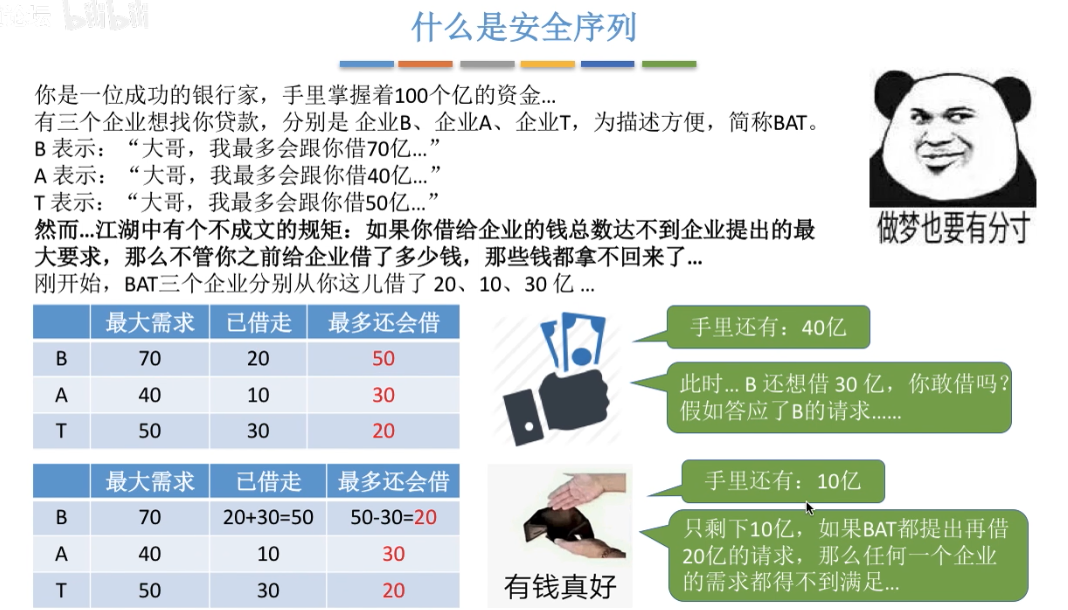 bilibili
什么是安全序列
你是一位成功的银行家，手里掌握着100个亿的资金...
有三个企业想找你贷款，分别是 企业B、企业A、企业T，为描述方便，简称BAT。
B 表示：“大哥，我最多会跟你借70亿...”
A 表示：“大哥，我最多会跟你借40亿...”
T 表示：“大哥，我最多会跟你借50亿...”
然而...江湖中有个不成文的规矩：如果你借给企业的钱总数达不到企业提出的最
大要求，那么不管你之前给企业借了多少钱，那些钱都拿不回来了...
刚开始，BAT三个企业分别从你这儿借了 20、10、30 亿 ...
做梦也要有分寸
最大需求 已借走 最多还会借
B 70 20 50
A 40 10 30
T 50 30 20
手里还有：40亿
此时... B 还想借 30 亿，你敢借吗？
假如答应了B的请求……
最大需求 已借走 最多还会借
B 70 20+30=50 50-30=20
A 40 10 30
T 50 30 20
有钱真好
手里还有：10亿
只剩下10亿，如果BAT都提出再借
20亿的请求，那么任何一个企业
的需求都得不到满足...